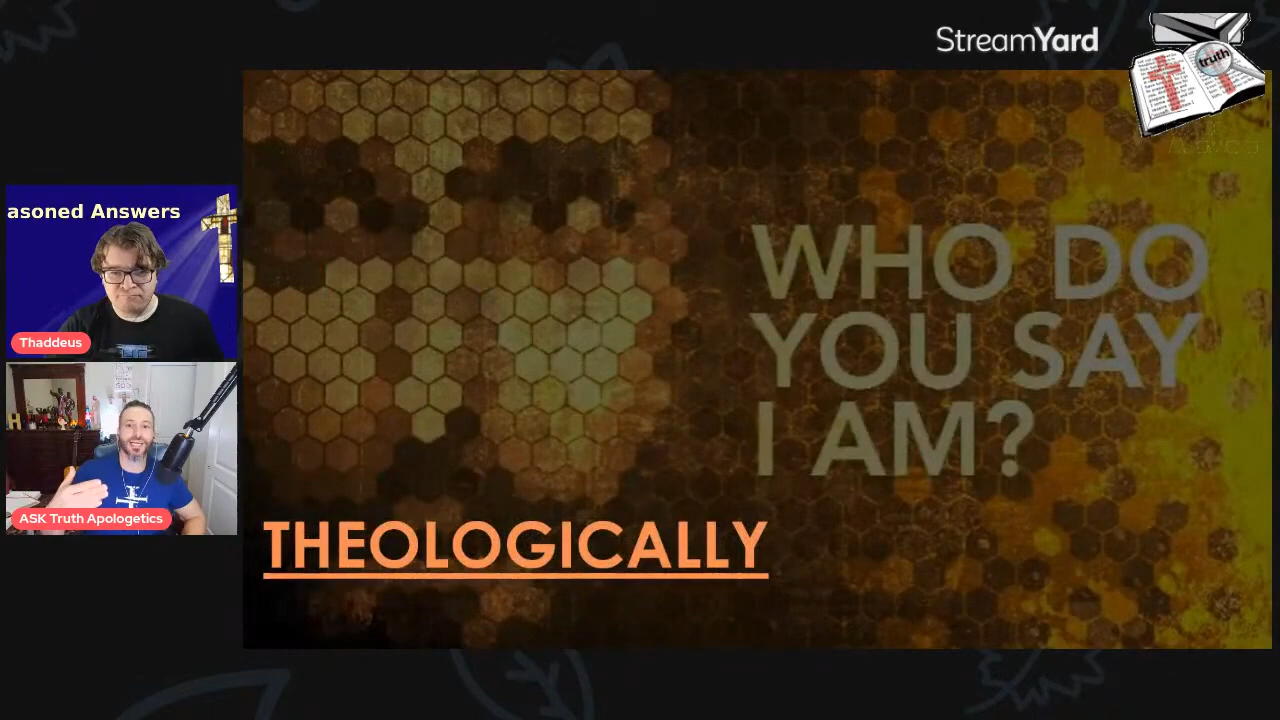 StreamYard
truth
asoned Answers
Thaddeus
ASK Truth Apologetics
WHO DO
YOU SAY
I AM?
THEOLOGICALLY